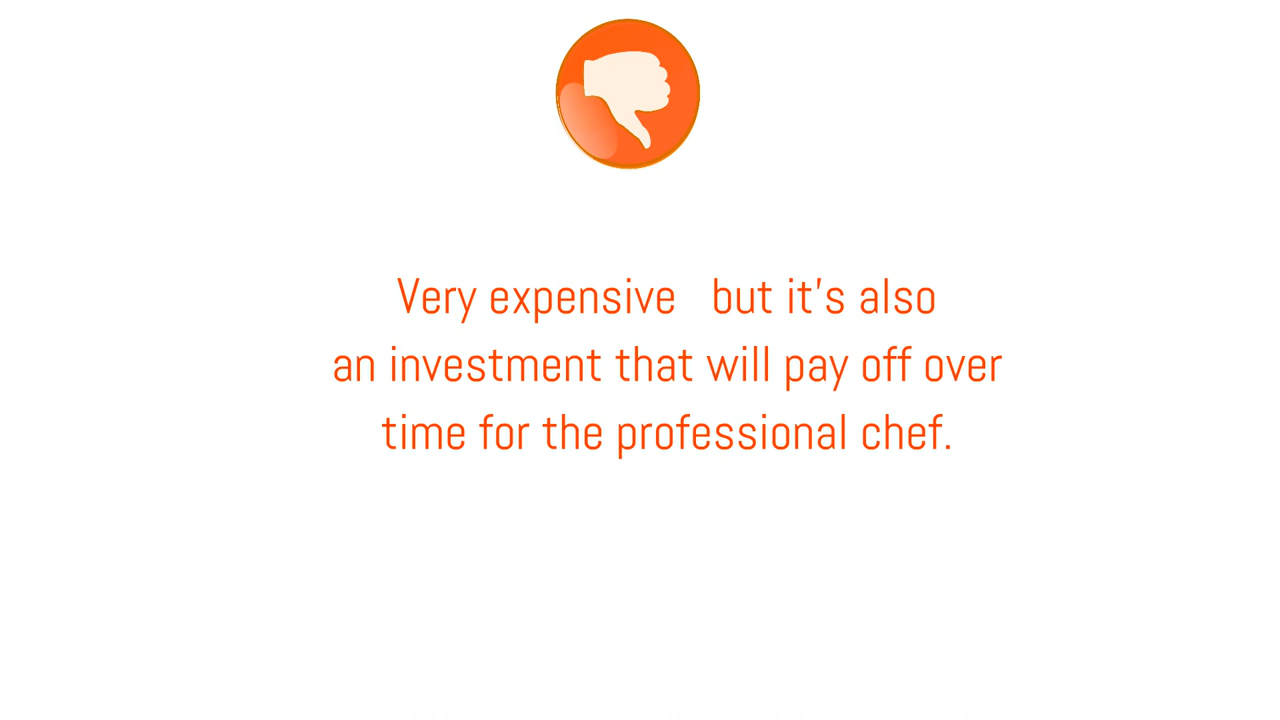 Very expensive   but it's also
an investment that will pay off over
time for the professional chef.